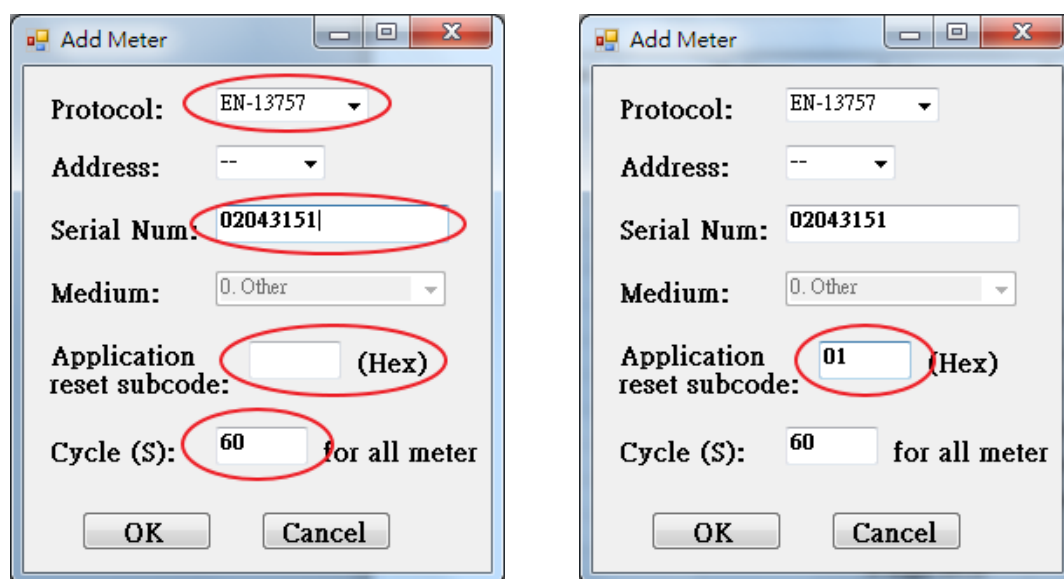 Add Meter
Protocol: EN-13757
Address: --
Serial Num: 02043151
Medium: 0. Other
Application
reset subcode: (Hex)
Cycle (S): 60 for all meter
OK Cancel
Add Meter
Protocol: EN-13757
Address: --
Serial Num: 02043151
Medium: 0. Other
Application
reset subcode: 01 (Hex)
Cycle (S): 60 for all meter
OK Cancel